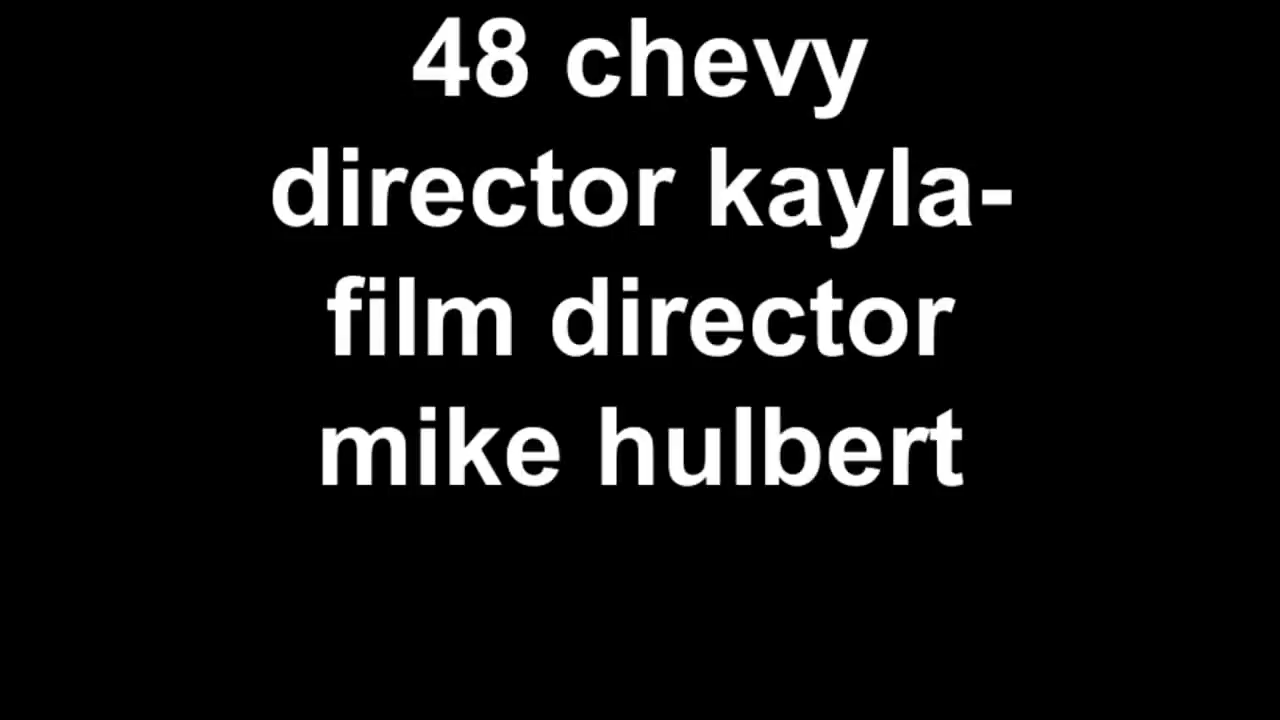 48 chevy
director kayla-
film director
mike hulbert